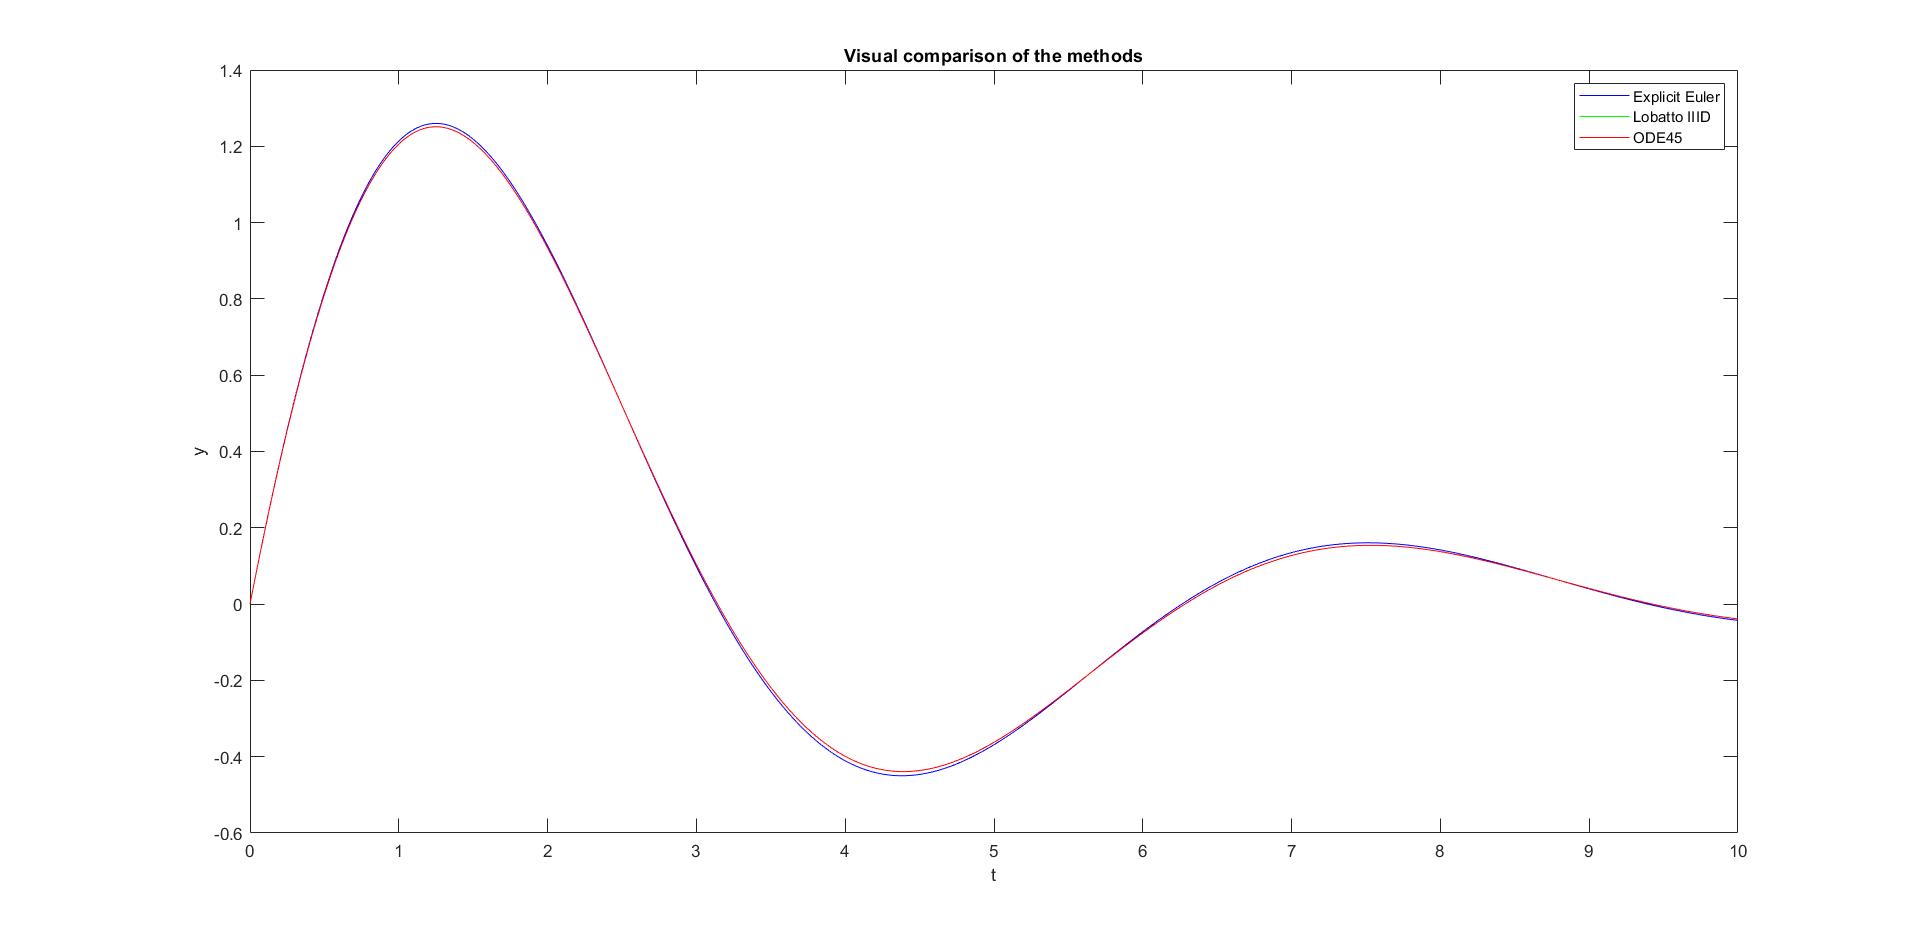 Visual comparison of the methods
1.4
1.2
1
0.8
0.6
0.4
0.2
0
-0.2
-0.4
-0.6
y
Explicit Euler
Lobatto IIID
ODE45
0 1 2 3 4 5 6 7 8 9 10
t